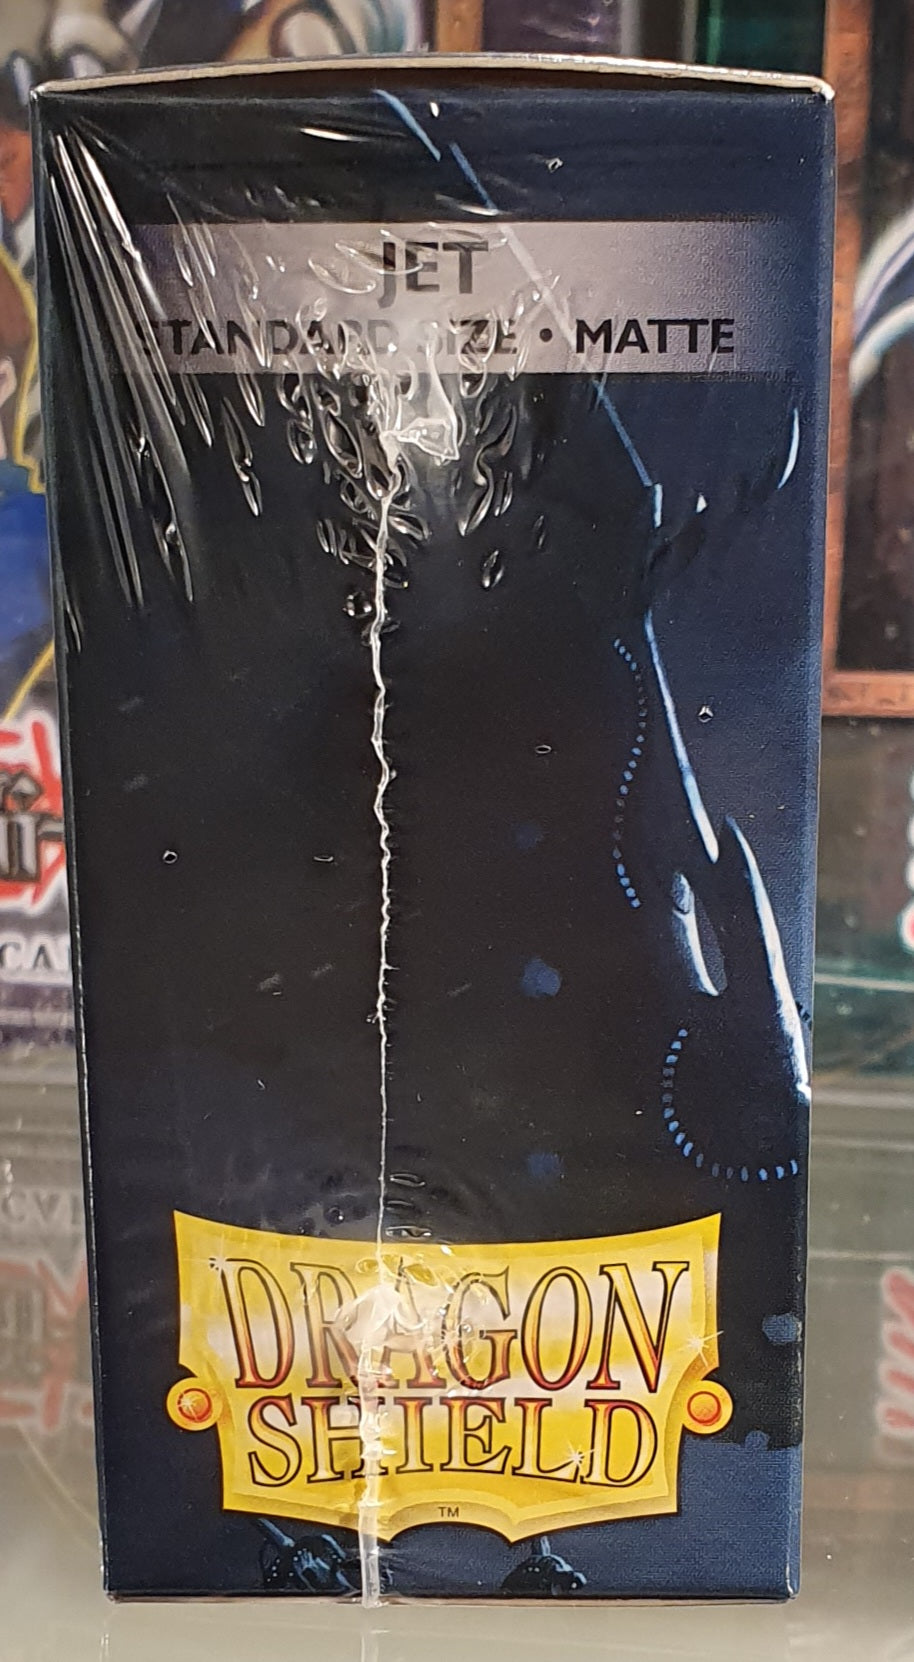 JET
STANDARD SIZE • MATTE
DRAGON
SHIELD
TM